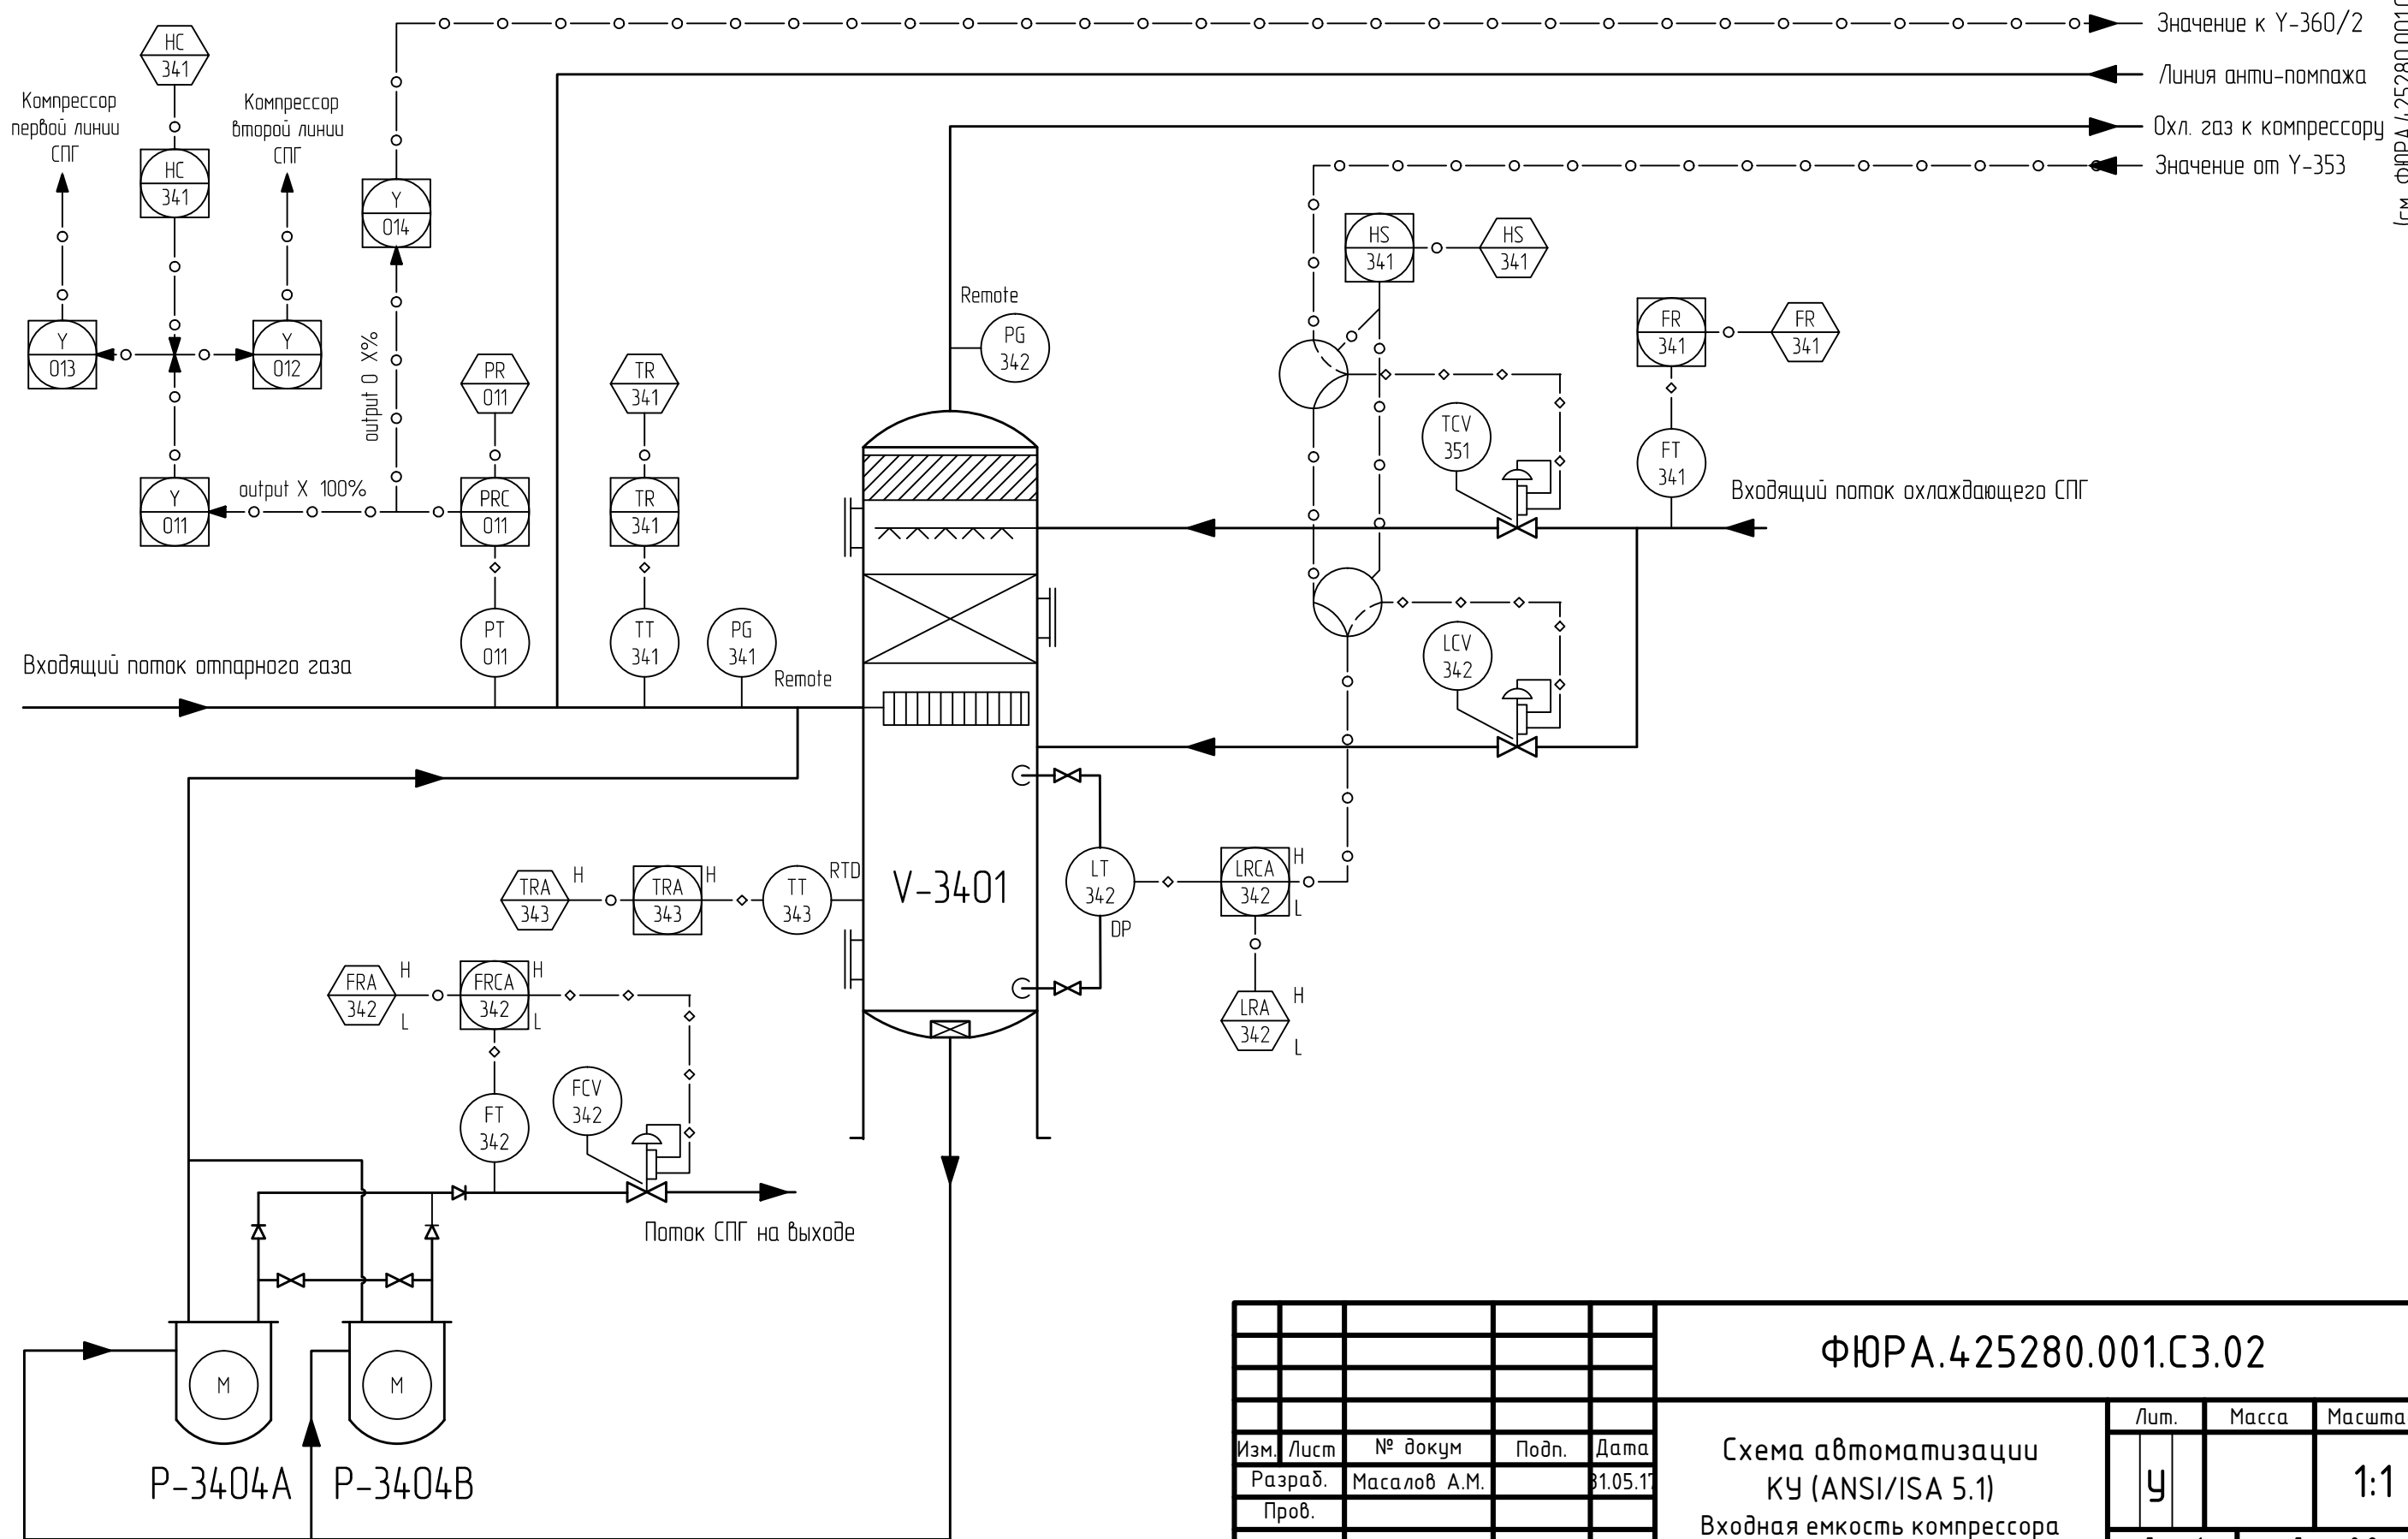 Значение к Y-360/2
Линия анти-помпажа
Охл. газ к компрессору
Значение от Y-353
HC
341
Компрессор
первой линии
СПГ
Компрессор
второй линии
СПГ
HC
341
Y
014
Y
013
Y
012
output 0 X%
Y
011
output X 100%
PR
011
PRC
011
PT
011
TR
341
TR
341
TT
341
PG
341
Remote
Remote
PG
342
HS
341
HS
341
FR
341
FR
341
FT
341
TCV
351
Входящий поток охлаждающего СПГ
LCV
342
Входящий поток отпарного газа
TRA
343
H
TRA
343
H
TT
343
RTD
V-3401
LT
342
DP
LRCA
342
H
L
LRA
342
H
L
FRA
342
H
L
FRCA
342
H
L
FT
342
FCV
342
Поток СПГ на выходе
M
M
P-3404A
P-3404B
ФЮРА.425280.001.С3.02
Изм. Лист № докум Подп. Дата
Разраб. Масалов А.М. 31.05.17
Пров.
Схема автоматизации
КУ (ANSI/ISA 5.1)
Входная емкость компрессора
Лит. Масса
У 1:1